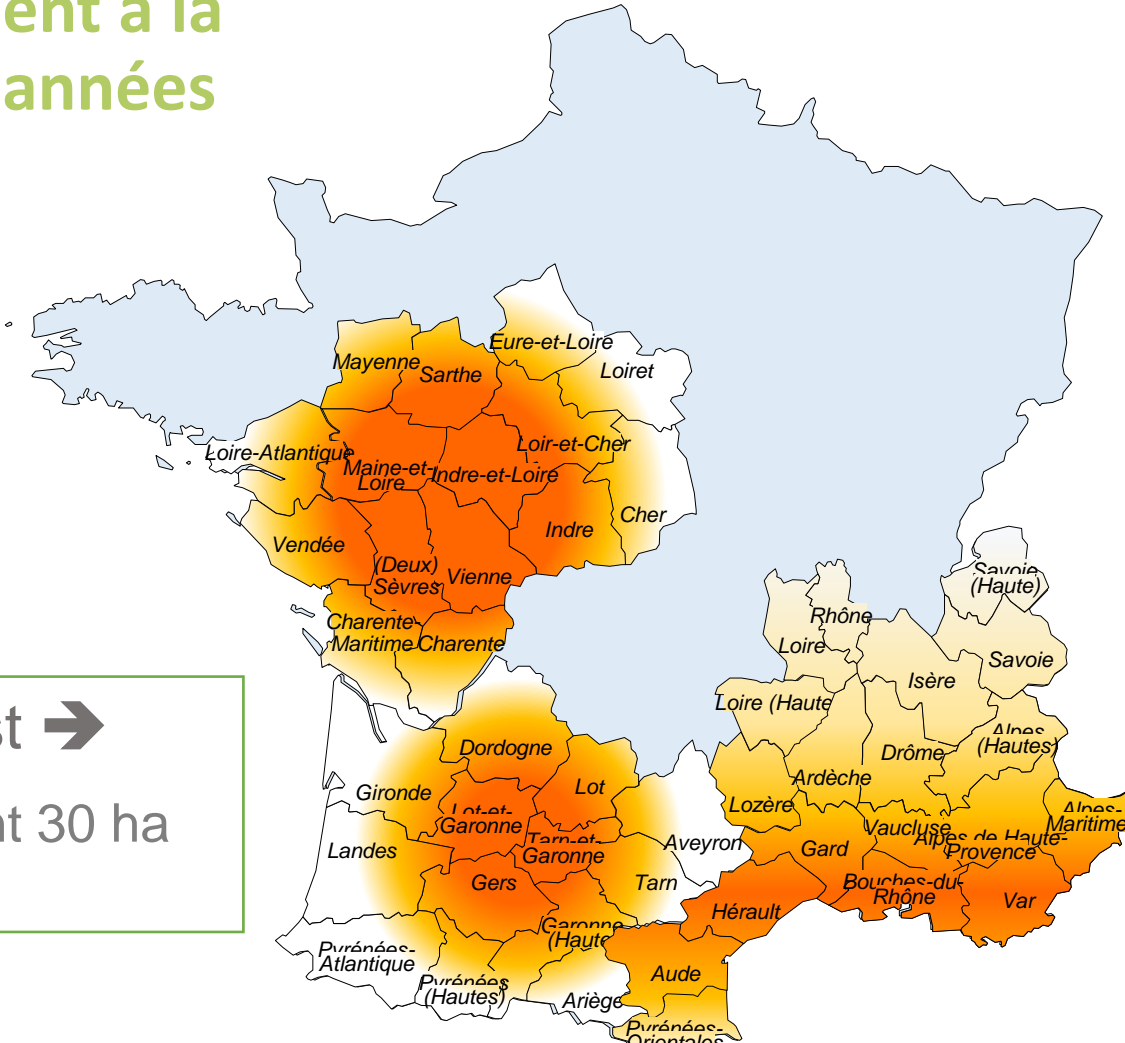 ent à la
années
Eure-et-Loire
Mayenne
Sarthe
Loiret
Loire-Atlantique
Loir-et-Cher
Maine-et-
Loire
Indre-et-Loire
Cher
Indre
Vendée
(Deux)
Sèvres
Vienne
Charente-
Maritime
Charente
Savoie
(Haute)
Rhône
Loire
Savoie
Isère
st ➔
Loire (Haute
Alpes
(Hautes)
Dordogne
Drôme
Ardèche
Lot
Gironde
Lozère
Alpes-
Maritime
nt 30 ha
Lot-et-
Garonne
Vaucluse
Alpes de Haute-
Provence
Tarn-et-
Garonne
Aveyron
Landes
Gard
Gers
Tarn
Bouches-du-
Rhône
Var
Hérault
Garonne
(Haute
Pyrénées-
Atlantique
Aude
Pyrénées
(Hautes)
Ariège
Pyrénées-
Orientales